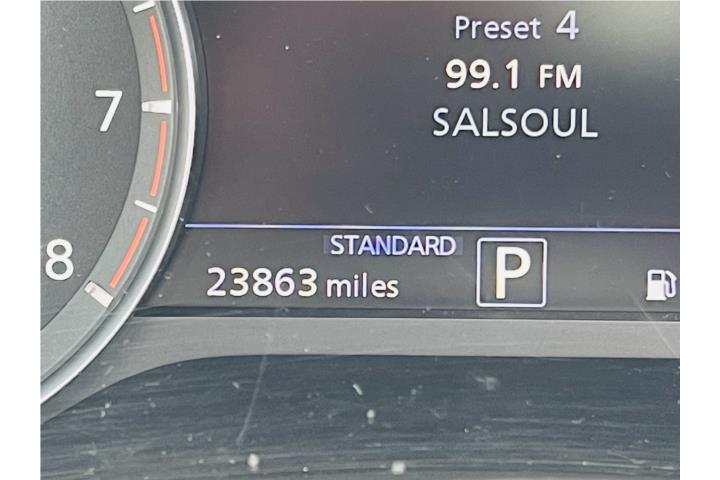 Preset 4
99.1 FM
SALSOUL
7
8
STANDARD
23863 miles
P